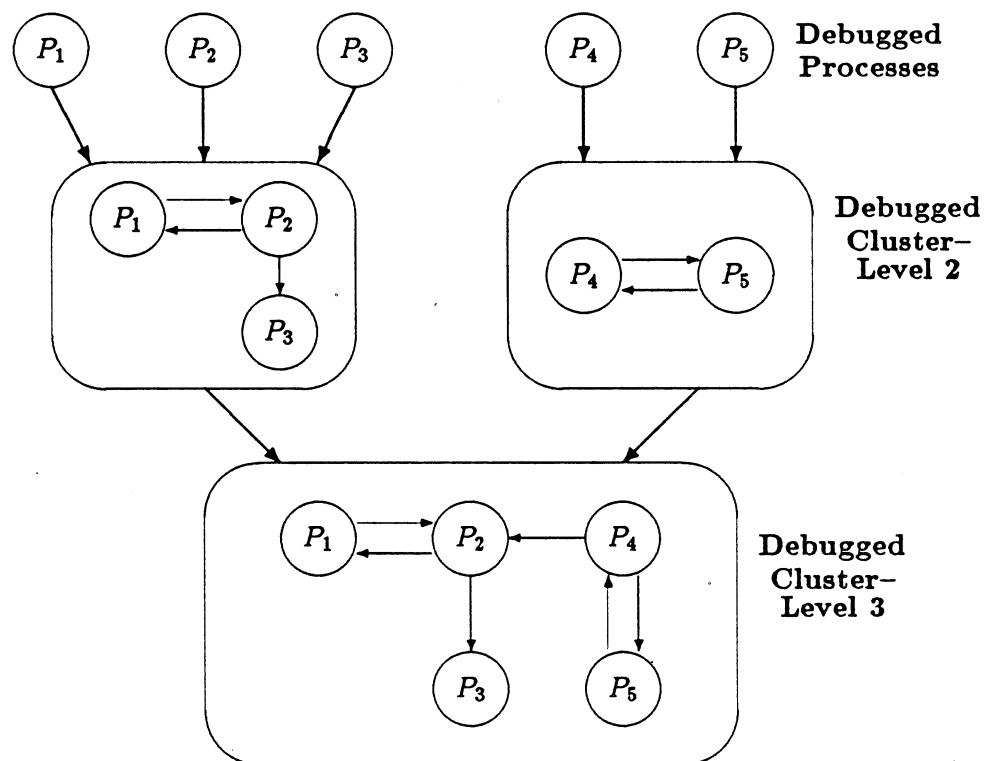 P1 P2 P3 P4 P5 Debugged
Processes
P1 P2
P3
P4 P5
Debugged
Cluster–
Level 2
P1 P2 P4
P3 P5
Debugged
Cluster–
Level 3